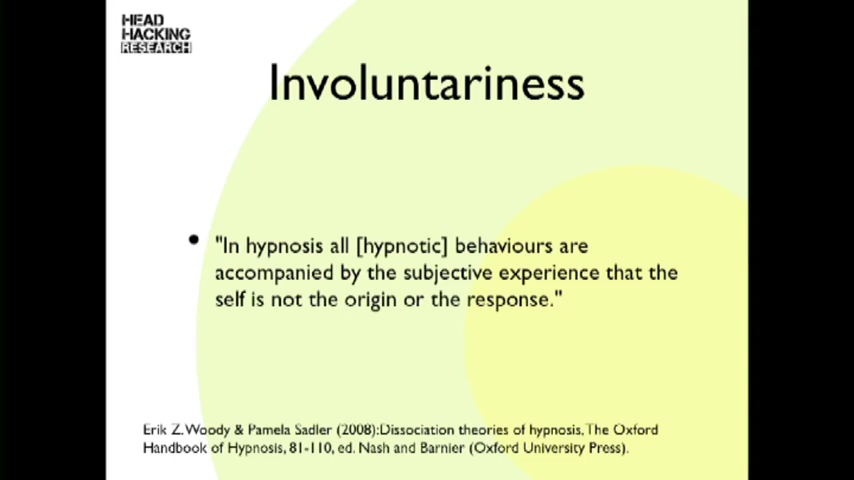 HEAD
HACKING
RESEARCH
Involuntariness
• "In hypnosis all [hypnotic] behaviours are
accompanied by the subjective experience that the
self is not the origin or the response."
Erik Z. Woody & Pamela Sadler (2008):Dissociation theories of hypnosis, The Oxford
Handbook of Hypnosis, 81-110, ed. Nash and Barnier (Oxford University Press).